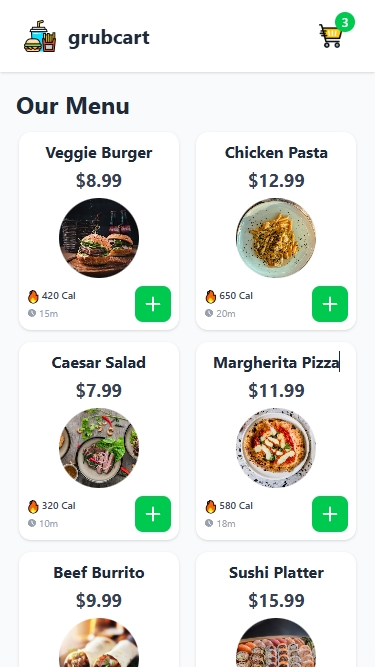 grubcart
3
Our Menu
Veggie Burger
$8.99
420 Cal
15m
Chicken Pasta
$12.99
650 Cal
20m
Caesar Salad
$7.99
320 Cal
10m
Margherita Pizza
$11.99
580 Cal
18m
Beef Burrito
$9.99
Sushi Platter
$15.99